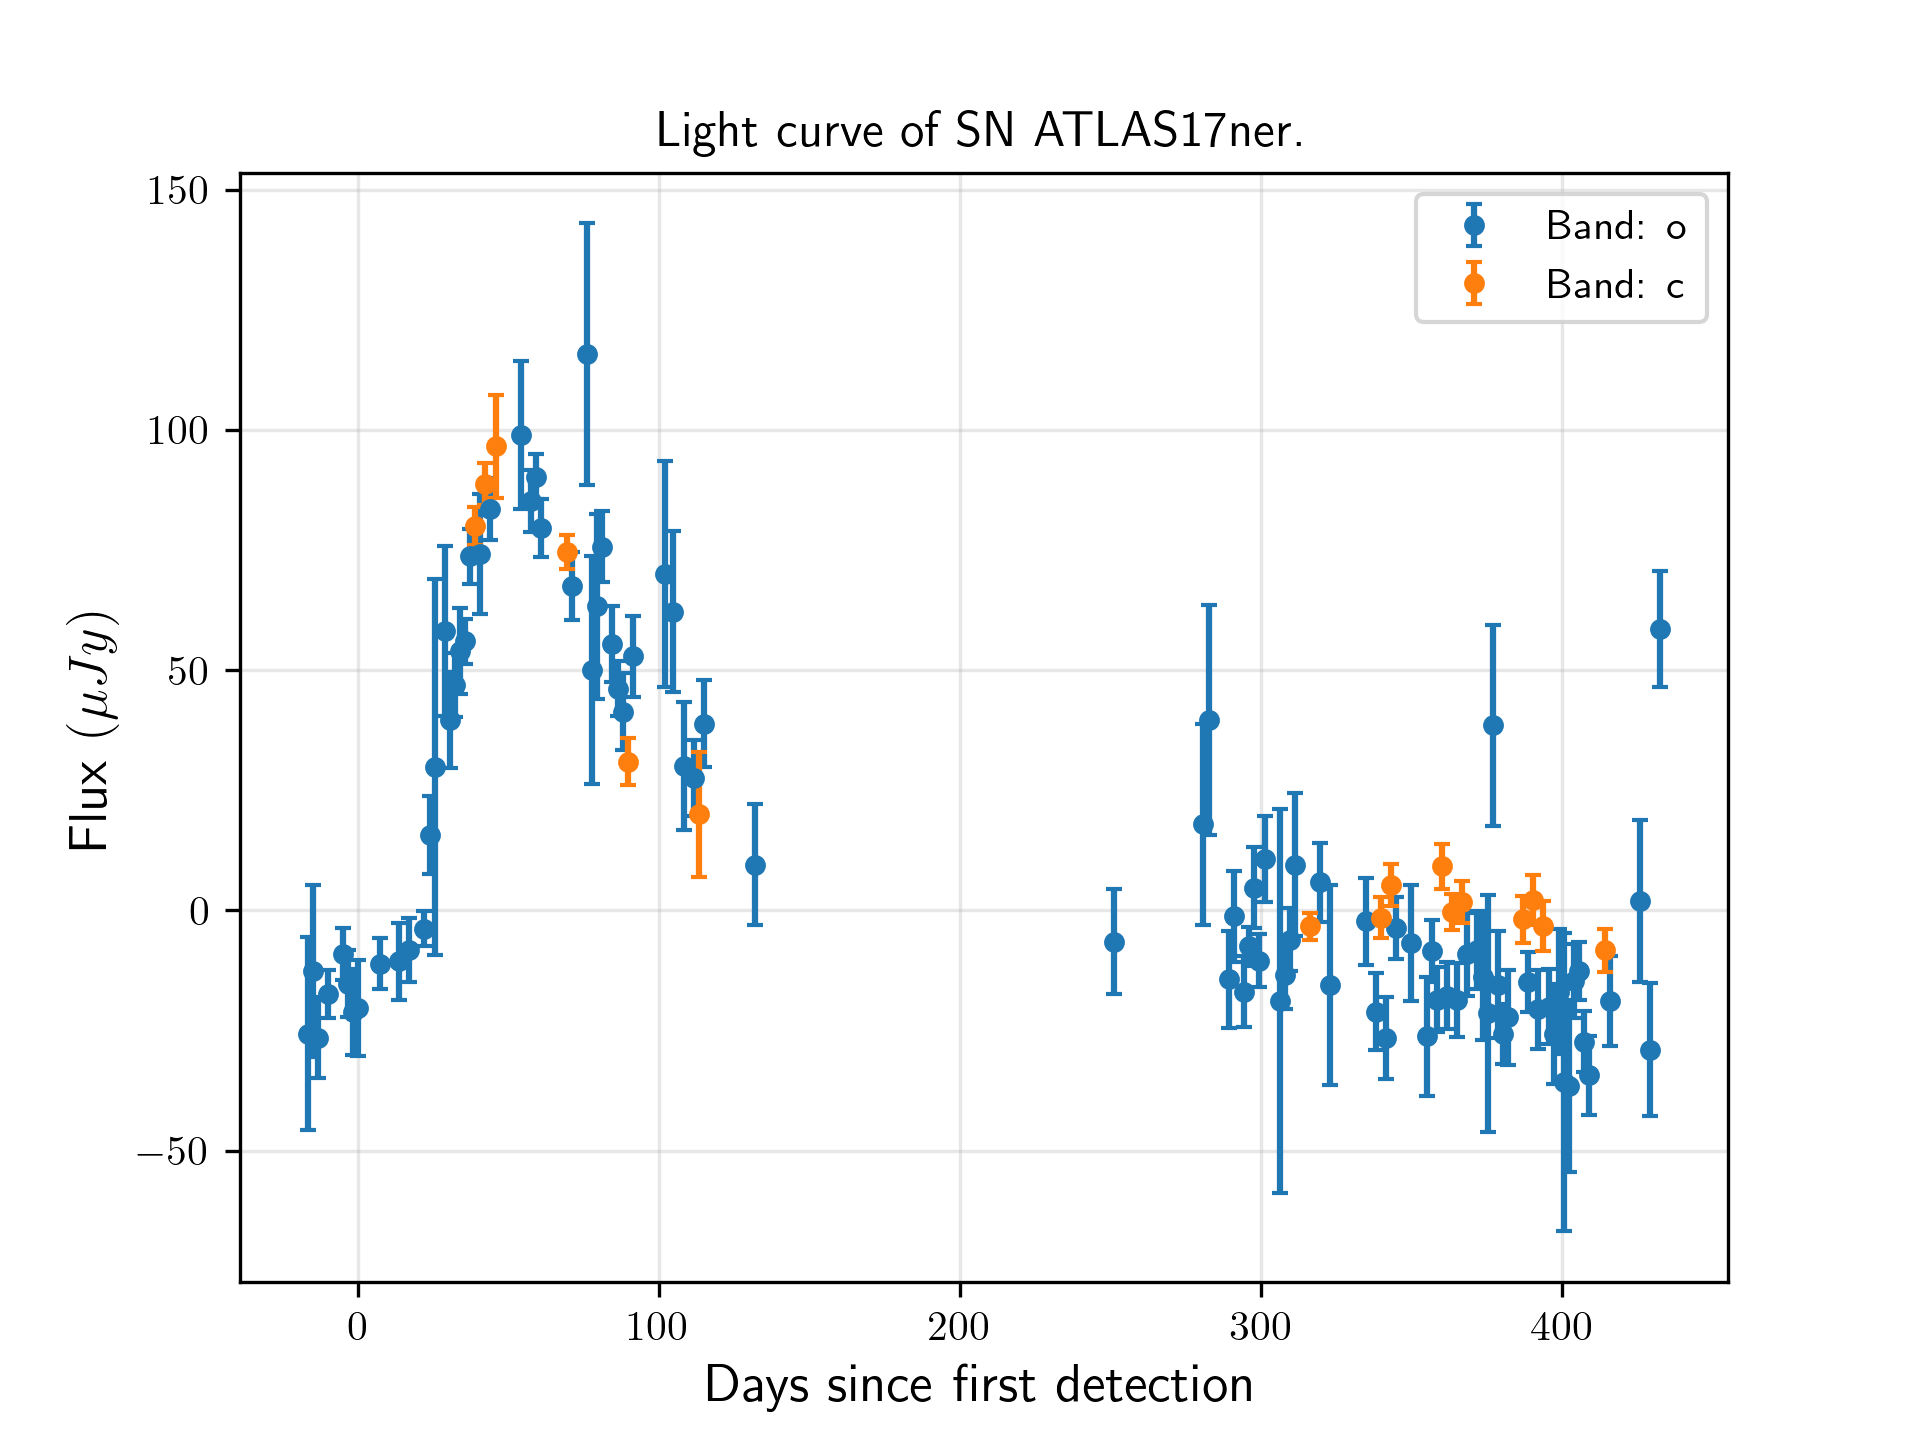 Light curve of SN ATLAS17ner.
Band: o
Band: c
150
100
50
0
−50
Flux (μJy)
0 100 200 300 400
Days since first detection